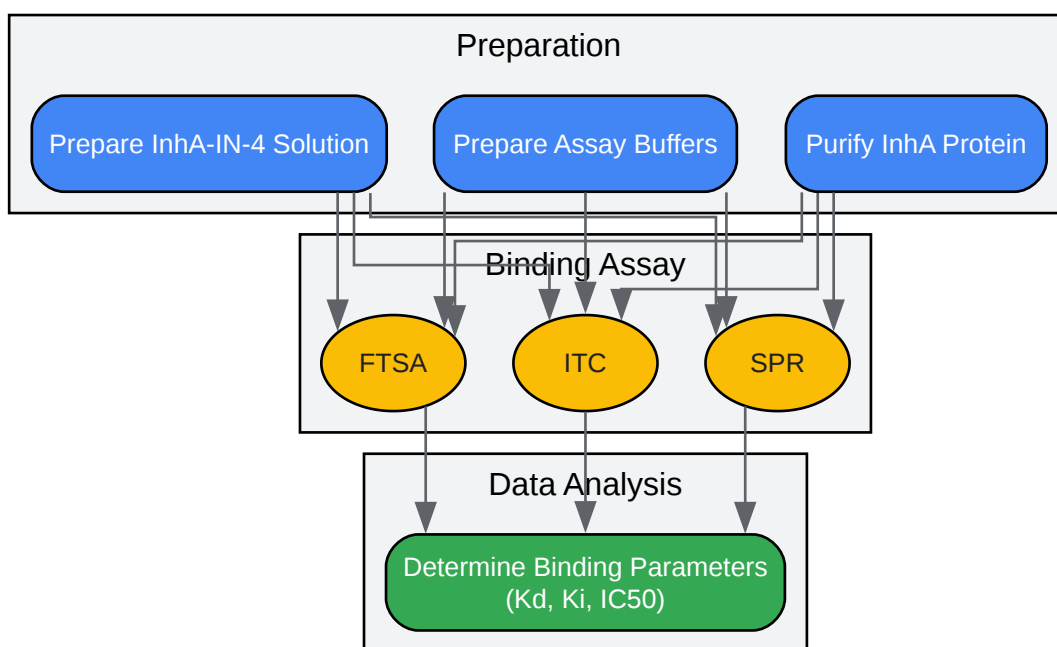 Preparation
Prepare InhA-IN-4 Solution
Prepare Assay Buffers
Purify InhA Protein
Binding Assay
FTSA
ITC
SPR
Data Analysis
Determine Binding Parameters
(Kd, Ki, IC50)